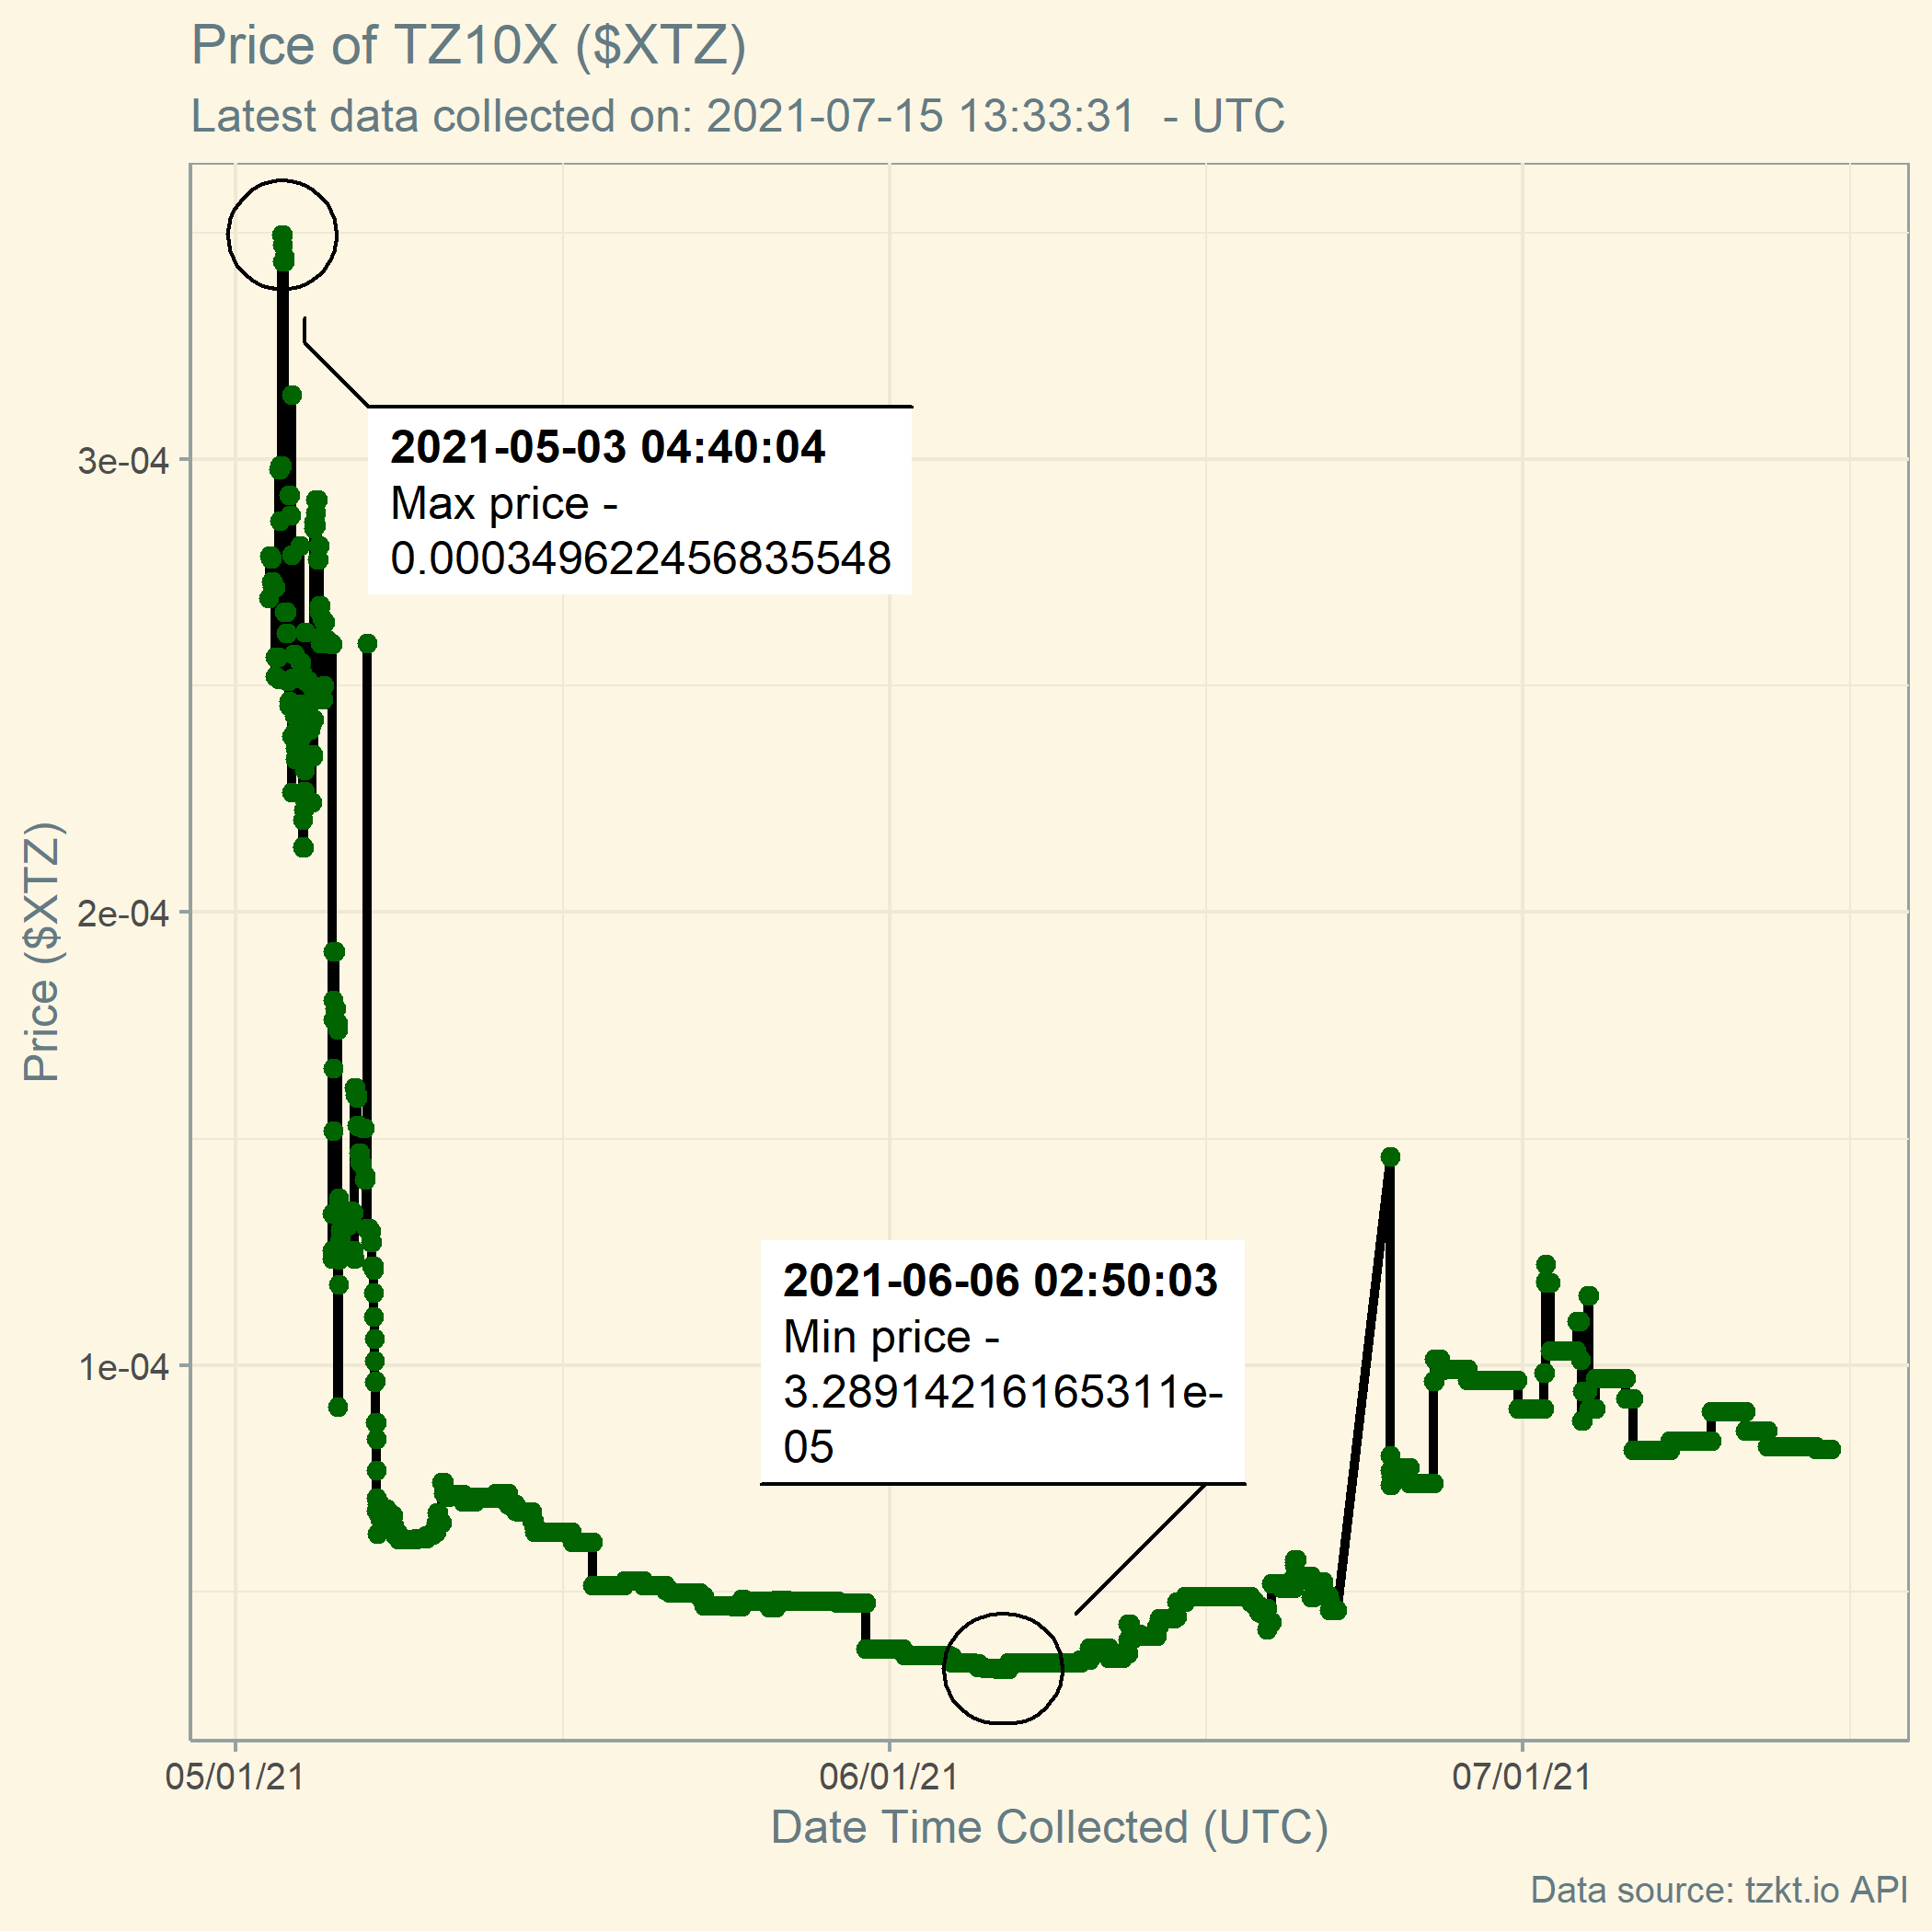 Price of TZ10X ($XTZ)
Latest data collected on: 2021-07-15 13:33:31  - UTC
2021-05-03 04:40:04
Max price -
0.000349622456835548
3e-04
2e-04
1e-04
Price ($XTZ)
2021-06-06 02:50:03
Min price -
3.28914216165311e-
05
05/01/21
06/01/21
07/01/21
Date Time Collected (UTC)
Data source: tzkt.io API